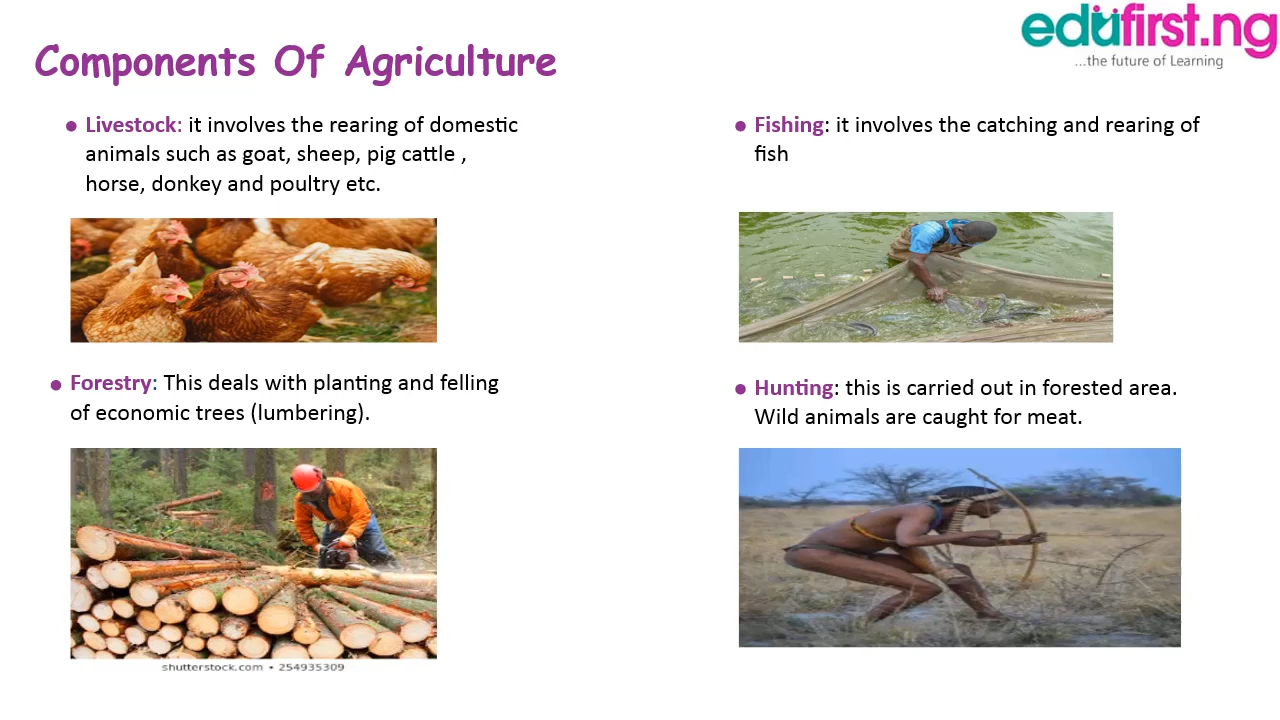 edufirst.ng
...the future of Learning
Components Of Agriculture
Livestock: it involves the rearing of domestic
animals such as goat, sheep, pig cattle ,
horse, donkey and poultry etc.
Fishing: it involves the catching and rearing of
fish
Forestry: This deals with planting and felling
of economic trees (lumbering).
shutterstock.com • 254935309
Hunting: this is carried out in forested area.
Wild animals are caught for meat.